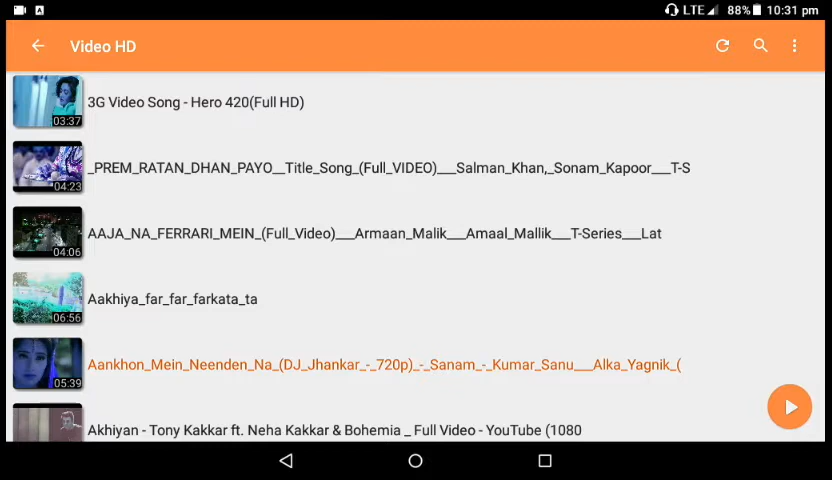 LTE 88% 10:31 pm
Video HD
03:37
3G Video Song - Hero 420(Full HD)
04:23
_PREM_RATAN_DHAN_PAYO__Title_Song_(Full_VIDEO)___Salman_Khan,_Sonam_Kapoor___T-S
04:06
AAJA_NA_FERRARI_MEIN_(Full_Video)___Armaan_Malik___Amaal_Mallik___T-Series___Lat
06:56
Aakhiya_far_far_farkata_ta
05:39
Aankhon_Mein_Neenden_Na_(DJ_Jhankar_-_720p)_-_Sanam_-_Kumar_Sanu___Alka_Yagnik_(
Akhiyan - Tony Kakkar ft. Neha Kakkar & Bohemia _ Full Video - YouTube (1080